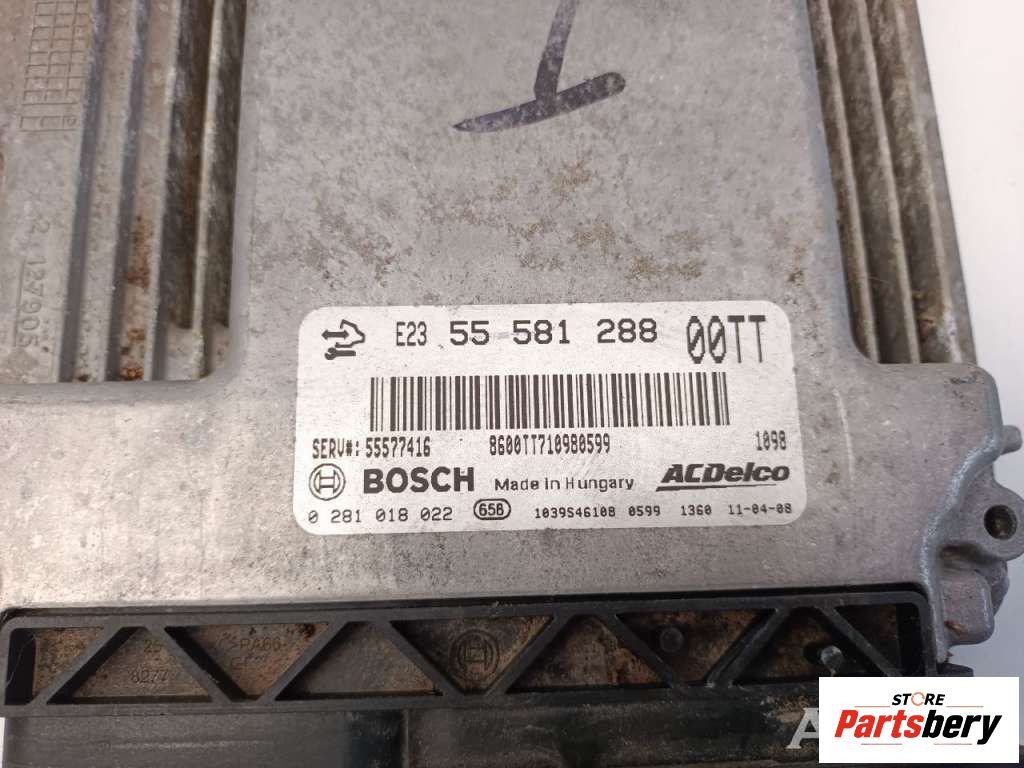 E23 55 581 288 00TT
SERV#: 55577416 8600TT710980599 1098
BOSCH Made in Hungary ACDelco
0 281 018 022 658 1039S46108 0599 1360 11-04-08
STORE
Partsbery